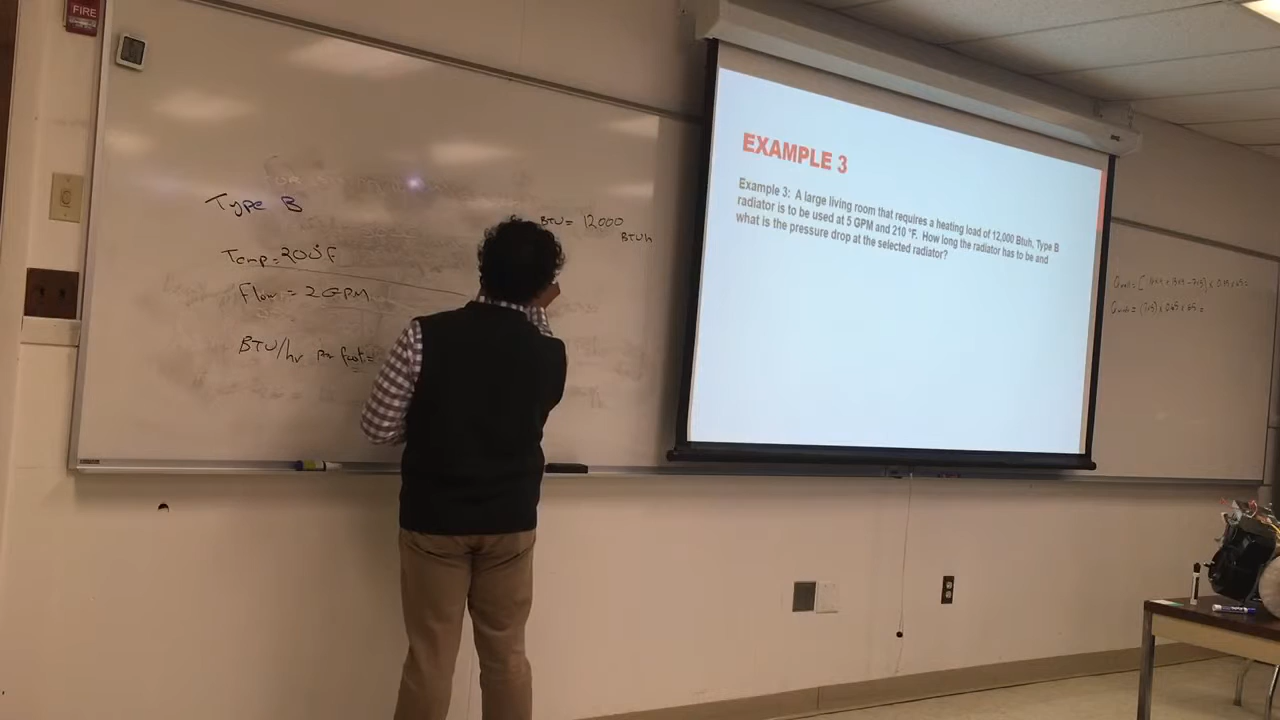 FIRE
Type B
Temp = 200°F
Flow = 2 GPM
BTU/hr per foot =
BTU = 12000
BTUh
EXAMPLE 3
Example 3: A large living room that requires a heating load of 12,000 Btuh, Type B
radiator is to be used at 5 GPM and 210 °F. How long the radiator has to be and
what is the pressure drop at the selected radiator?